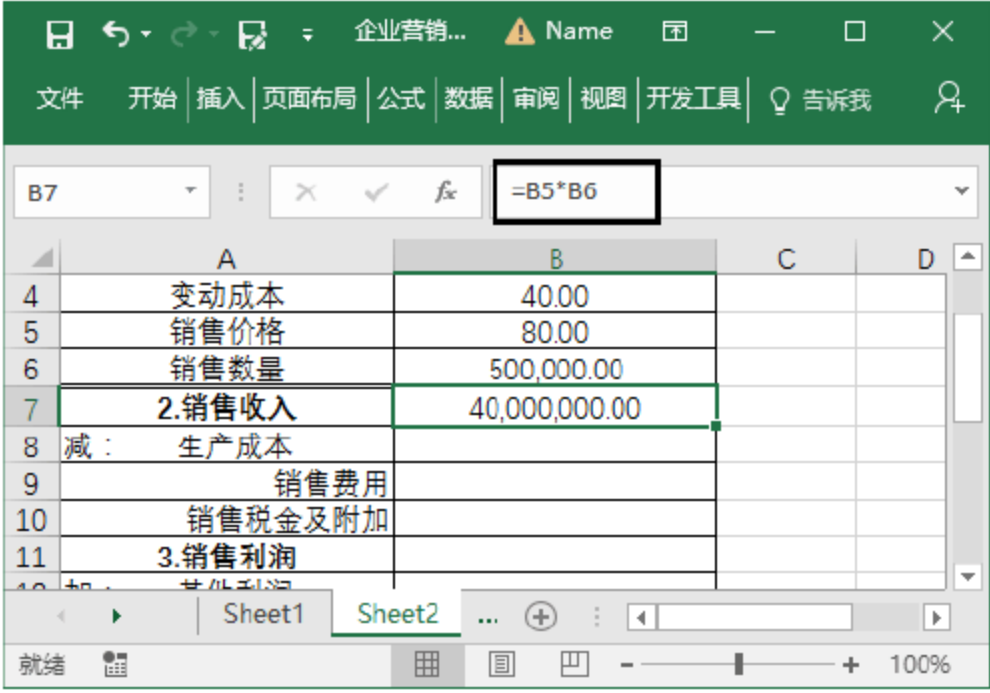 企业营销... Name
文件 开始 插入 页面布局 公式 数据 审阅 视图 开发工具 告诉我
B7 fx =B5*B6
A B C D
4 变动成本 40.00
5 销售价格 80.00
6 销售数量 500,000.00
7 2.销售收入 40,000,000.00
8 减： 生产成本
9 销售费用
10 销售税金及附加
11 3.销售利润
Sheet1 Sheet2 ...
就绪 100%